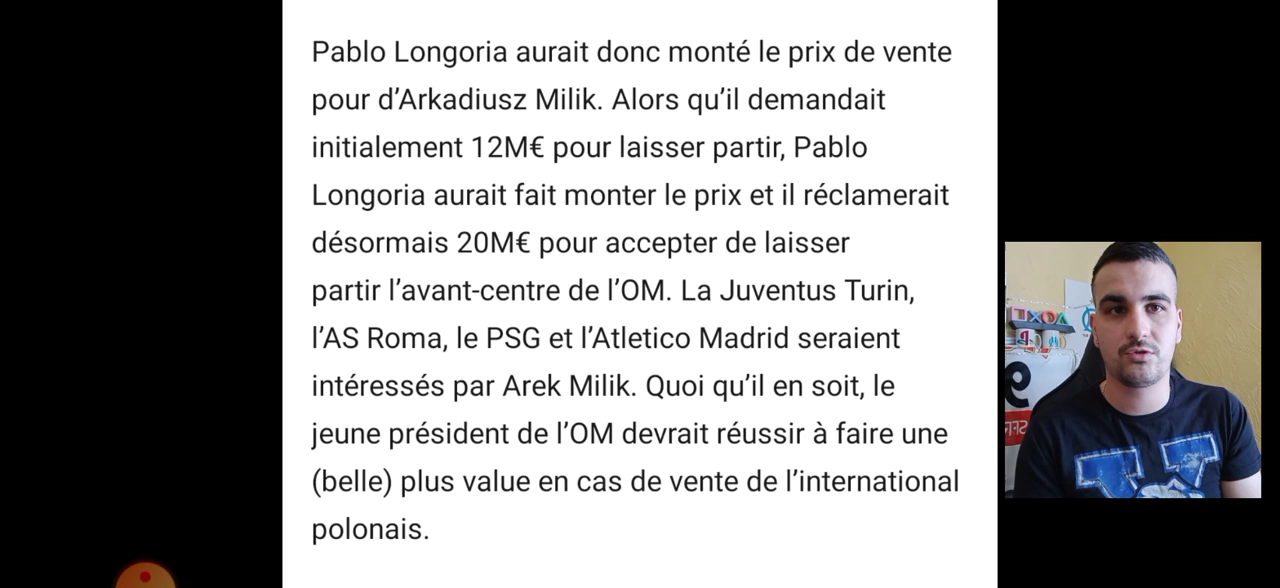 Pablo Longoria aurait donc monté le prix de vente
pour d’Arkadiusz Milik. Alors qu’il demandait
initialement 12M€ pour laisser partir, Pablo
Longoria aurait fait monter le prix et il réclamerait
désormais 20M€ pour accepter de laisser
partir l’avant-centre de l’OM. La Juventus Turin,
l’AS Roma, le PSG et l’Atletico Madrid seraient
intéressés par Arek Milik. Quoi qu’il en soit, le
jeune président de l’OM devrait réussir à faire une
(belle) plus value en cas de vente de l’international
polonais.